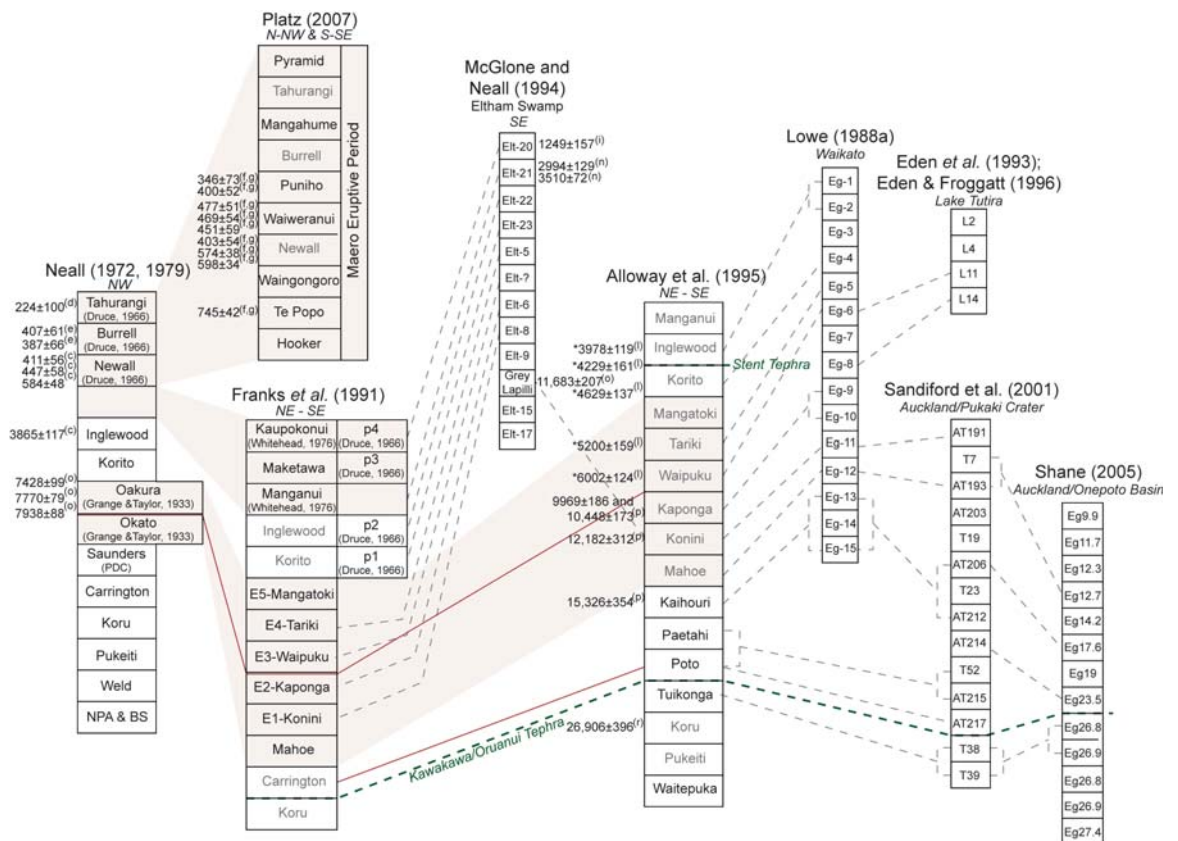 Platz (2007)
N-NW & S-SE
Pyramid
Tahurangi
Mangahume
Burrell
Puniho
Waiweranui
Newall
Waingongoro
Te Popo
Hooker
Maero Eruptive Period
346±73(f,g)
400±52(f,g)
477±51(f,g)
469±54(f,g)
451±59(f,g)
403±54(f,g)
574±38(f,g)
598±34
745±42(f,g)
Neall (1972, 1979)
NW
Tahurangi
(Druce, 1966)
Burrell
(Druce, 1966)
Newall
(Druce, 1966)
Inglewood
Korito
Oakura
(Grange &Taylor, 1933)
Okato
(Grange &Taylor, 1933)
Saunders
(PDC)
Carrington
Koru
Pukeiti
Weld
NPA & BS
224±100(d)
407±61(e)
387±66(e)
411±56(c)
447±58(c)
584±48
3865±117(c)
7428±99(o)
7770±79(o)
7938±88(o)
Franks et al. (1991)
NE - SE
Kaupokonui
(Whitehead, 1976)
p4
(Druce, 1966)
Maketawa
p3
(Druce, 1966)
Manganui
(Whitehead, 1976)
Inglewood
p2
(Druce, 1966)
Korito
p1
(Druce, 1966)
E5-Mangatoki
E4-Tariki
E3-Waipuku
E2-Kaponga
E1-Konini
Mahoe
Carrington
Koru
Kawakawa/Oruanui Tephra
McGlone and
Neall (1994)
Eltham Swamp
SE
Elt-20
Elt-21
Elt-22
Elt-23
Elt-5
Elt-?
Elt-6
Elt-8
Elt-9
Grey
Lapilli
Elt-15
Elt-17
1249±157(i)
2994±129(n)
3510±72(n)
11,683±207(o)
Alloway et al. (1995)
NE - SE
Manganui
Inglewood
Korito
Mangatoki
Tariki
Waipuku
Kaponga
Konini
Mahoe
Kaihouri
Paetahi
Poto
Tuikonga
Koru
Pukeiti
Waitepuka
*3978±119(l)
*4229±161(l)
*4629±137(l)
*5200±159(l)
*6002±124(l)
9969±186 and
10,448±173(p)
12,182±312(p)
15,326±354(p)
26,906±396(r)
Stent Tephra
Lowe (1988a)
Waikato
Eg-1
Eg-2
Eg-3
Eg-4
Eg-5
Eg-6
Eg-7
Eg-8
Eg-9
Eg-10
Eg-11
Eg-12
Eg-13
Eg-14
Eg-15
Eden et al. (1993);
Eden & Froggatt (1996)
Lake Tutira
L2
L4
L11
L14
Sandiford et al. (2001)
Auckland/Pukaki Crater
AT191
T7
AT193
AT203
T19
AT206
T23
AT212
AT214
T52
AT215
AT217
T38
T39
Shane (2005)
Auckland/Onepoto Basin
Eg9.9
Eg11.7
Eg12.3
Eg12.7
Eg14.2
Eg17.6
Eg19
Eg23.5
Eg26.8
Eg26.9
Eg26.8
Eg26.9
Eg27.4